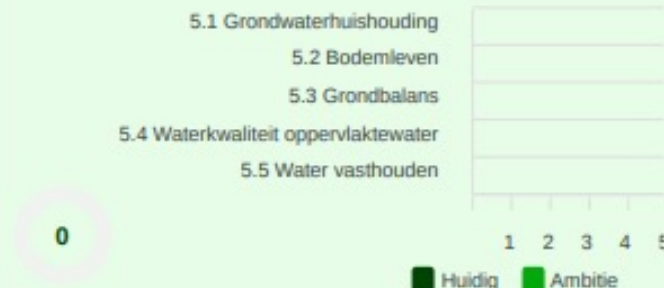 5.1 Grondwaterhuishouding
5.2 Bodemleven
5.3 Grondbalans
5.4 Waterkwaliteit oppervlaktewater
5.5 Water vasthouden
0
1 2 3 4 5
Huidig Ambitie